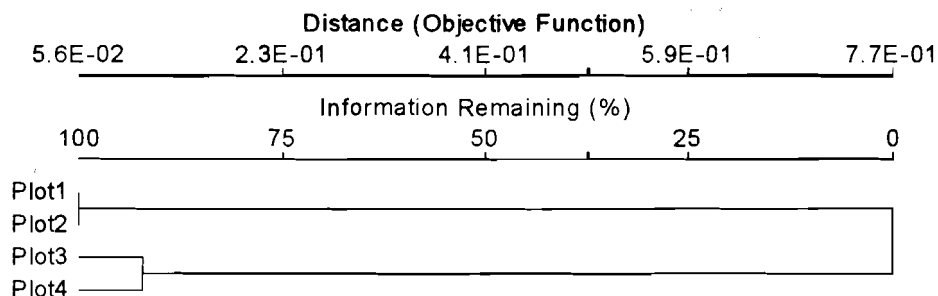 Distance (Objective Function)
5.6E-02 2.3E-01 4.1E-01 5.9E-01 7.7E-01
Information Remaining (%)
100 75 50 25 0
Plot1
Plot2
Plot3
Plot4